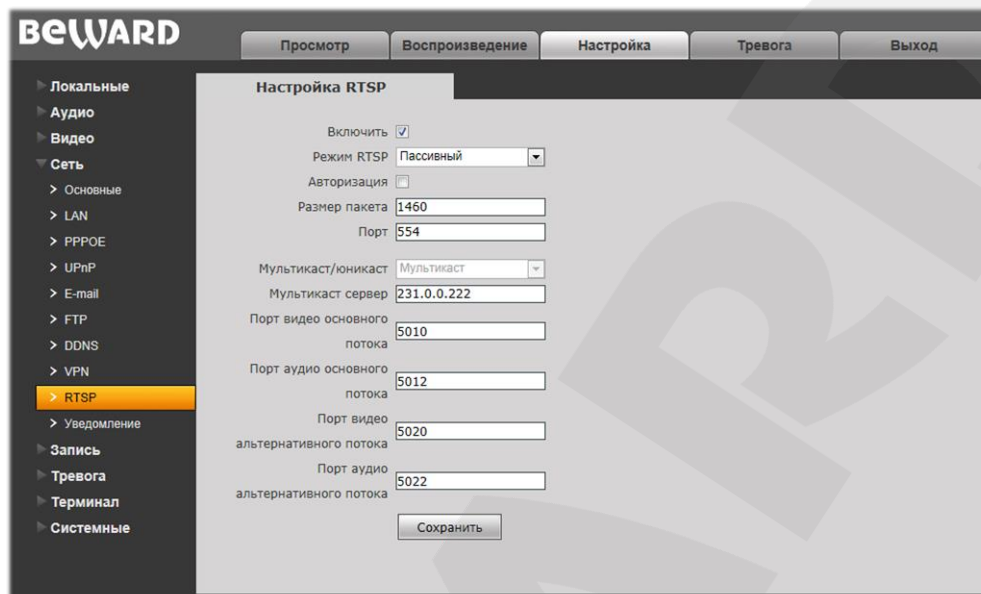 BEWARD
Просмотр
Воспроизведение
Настройка
Тревога
Выход
Локальные
Аудио
Видео
Сеть
> Основные
> LAN
> PPPOE
> UPnP
> E-mail
> FTP
> DDNS
> VPN
> RTSP
> Уведомление
Запись
Тревога
Терминал
Системные
Настройка RTSP
Включить
Режим RTSP Пассивный
Авторизация
Размер пакета 1460
Порт 554
Мультикаст/юникаст Мультикаст
Мультикаст сервер 231.0.0.222
Порт видео основного
потока 5010
Порт аудио основного
потока 5012
Порт видео
альтернативного потока 5020
Порт аудио
альтернативного потока 5022
Сохранить